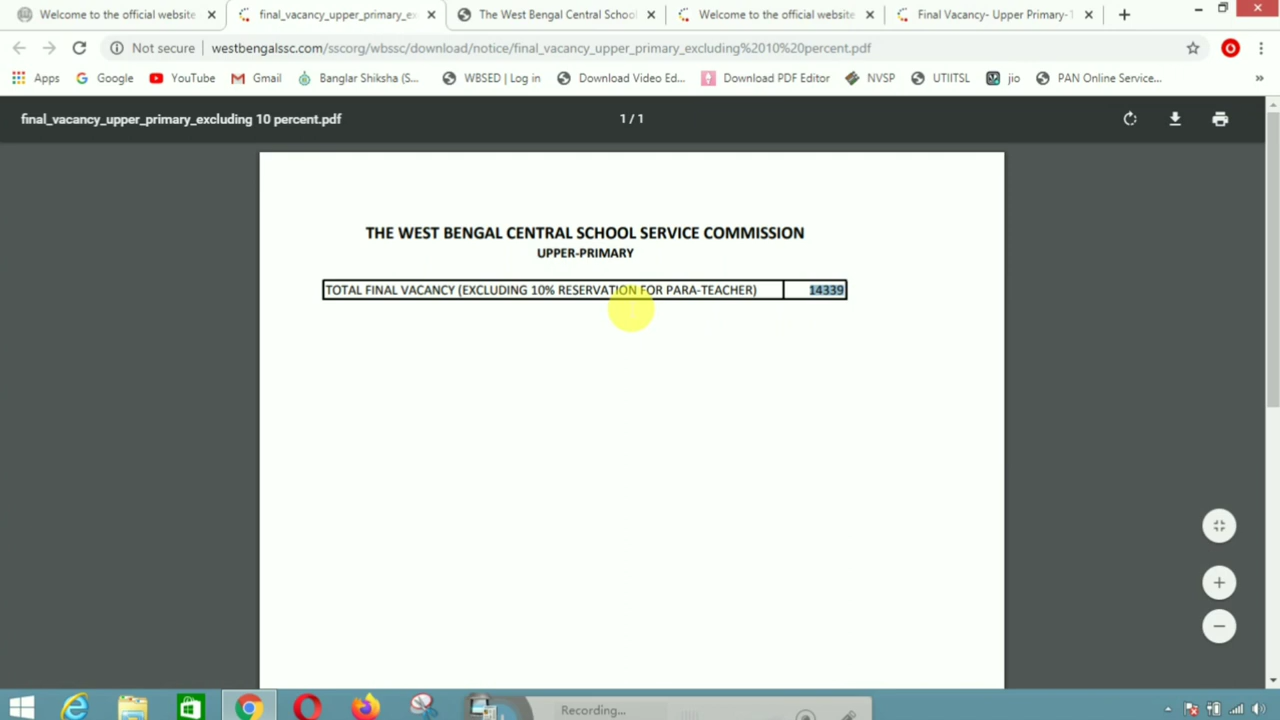 Welcome to the official website
final_vacancy_upper_primary_ex
The West Bengal Central School
Welcome to the official website
Final Vacancy- Upper Primary-
Not secure
westbengalssc.com/sscorg/wbssc/download/notice/final_vacancy_upper_primary_excluding%2010%20percent.pdf
Apps
Google
YouTube
Gmail
Banglar Shiksha (S...
WBSED | Log in
Download Video Ed...
Download PDF Editor
NVSP
UTIITSL
jio
PAN Online Service...
final_vacancy_upper_primary_excluding 10 percent.pdf
1 / 1
THE WEST BENGAL CENTRAL SCHOOL SERVICE COMMISSION
UPPER-PRIMARY
TOTAL FINAL VACANCY (EXCLUDING 10% RESERVATION FOR PARA-TEACHER) 14339
Recording...